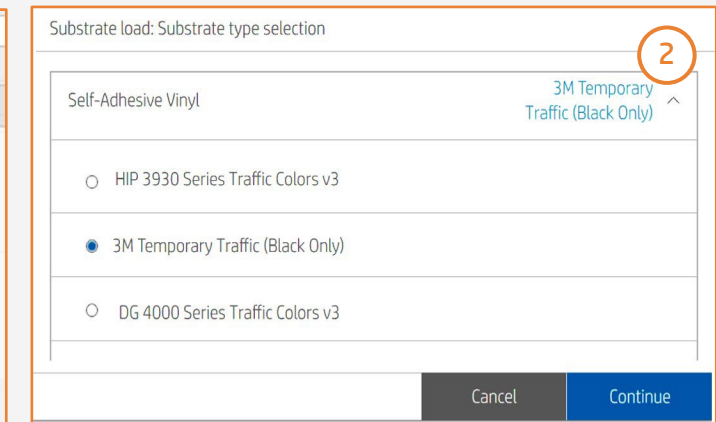 Substrate load: Substrate type selection
2
Self-Adhesive Vinyl
3M Temporary
Traffic (Black Only)
HIP 3930 Series Traffic Colors v3
3M Temporary Traffic (Black Only)
DG 4000 Series Traffic Colors v3
Cancel
Continue